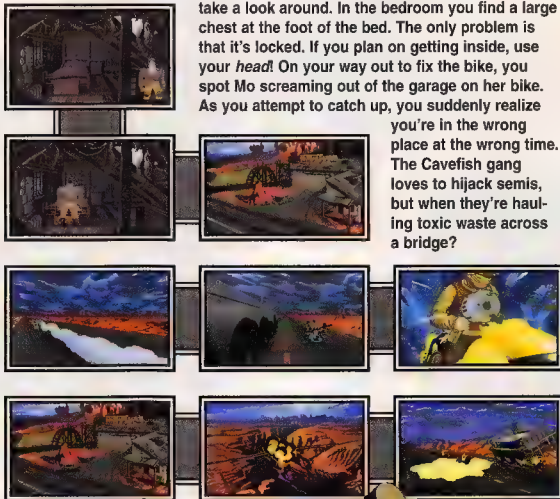 take a look around. In the bedroom you find a large
chest at the foot of the bed. The only problem is
that it's locked. If you plan on getting inside, use
your head! On your way out to fix the bike, you
spot Mo screaming out of the garage on her bike.
As you attempt to catch up, you suddenly realize
you're in the wrong
place at the wrong time.
The Cavefish gang
loves to hijack semis,
but when they're haul-
ing toxic waste across
a bridge?